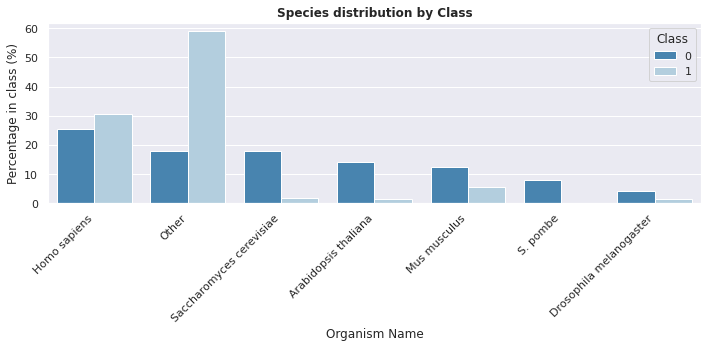 Species distribution by Class
Percentage in class (%)
60
50
40
30
20
10
0
Class
0
1
Homo sapiens
Other
Saccharomyces cerevisiae
Arabidopsis thaliana
Mus musculus
S. pombe
Drosophila melanogaster
Organism Name